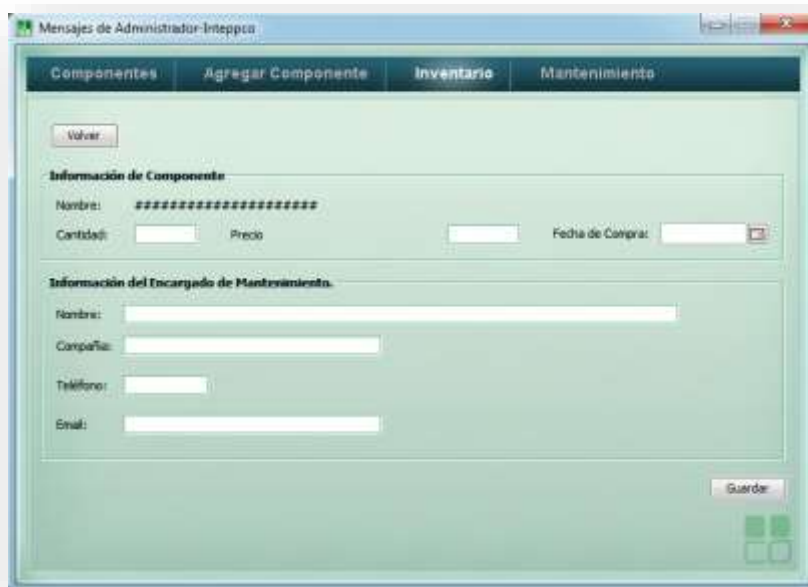 Mensajes de Administrador-Inteppco
Componentes Agregar Componente Inventario Mantenimiento
Volver
Información de Componente
Nombre: #####################
Cantidad: Precio Fecha de Compra:
Información del Encargado de Mantenimiento.
Nombre:
Compañia:
Teléfono:
Email:
Guardar